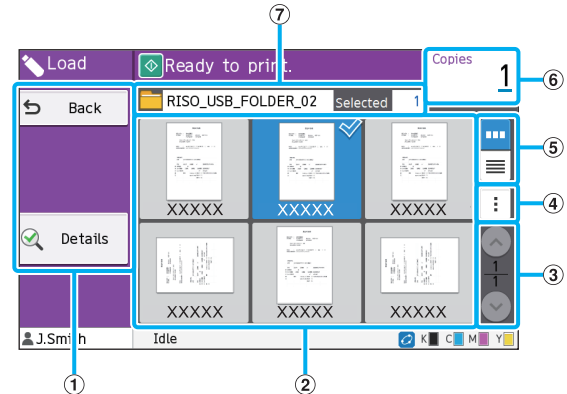 ⑦
Load
Ready to print.
Copies
1
⑥
Back
RISO_USB_FOLDER_02 Selected 1
⑤
XXXXX XXXXX XXXXX
④
Details
1
1
③
XXXXX XXXXX XXXXX
J.Smith
Idle
K C M Y
① ②